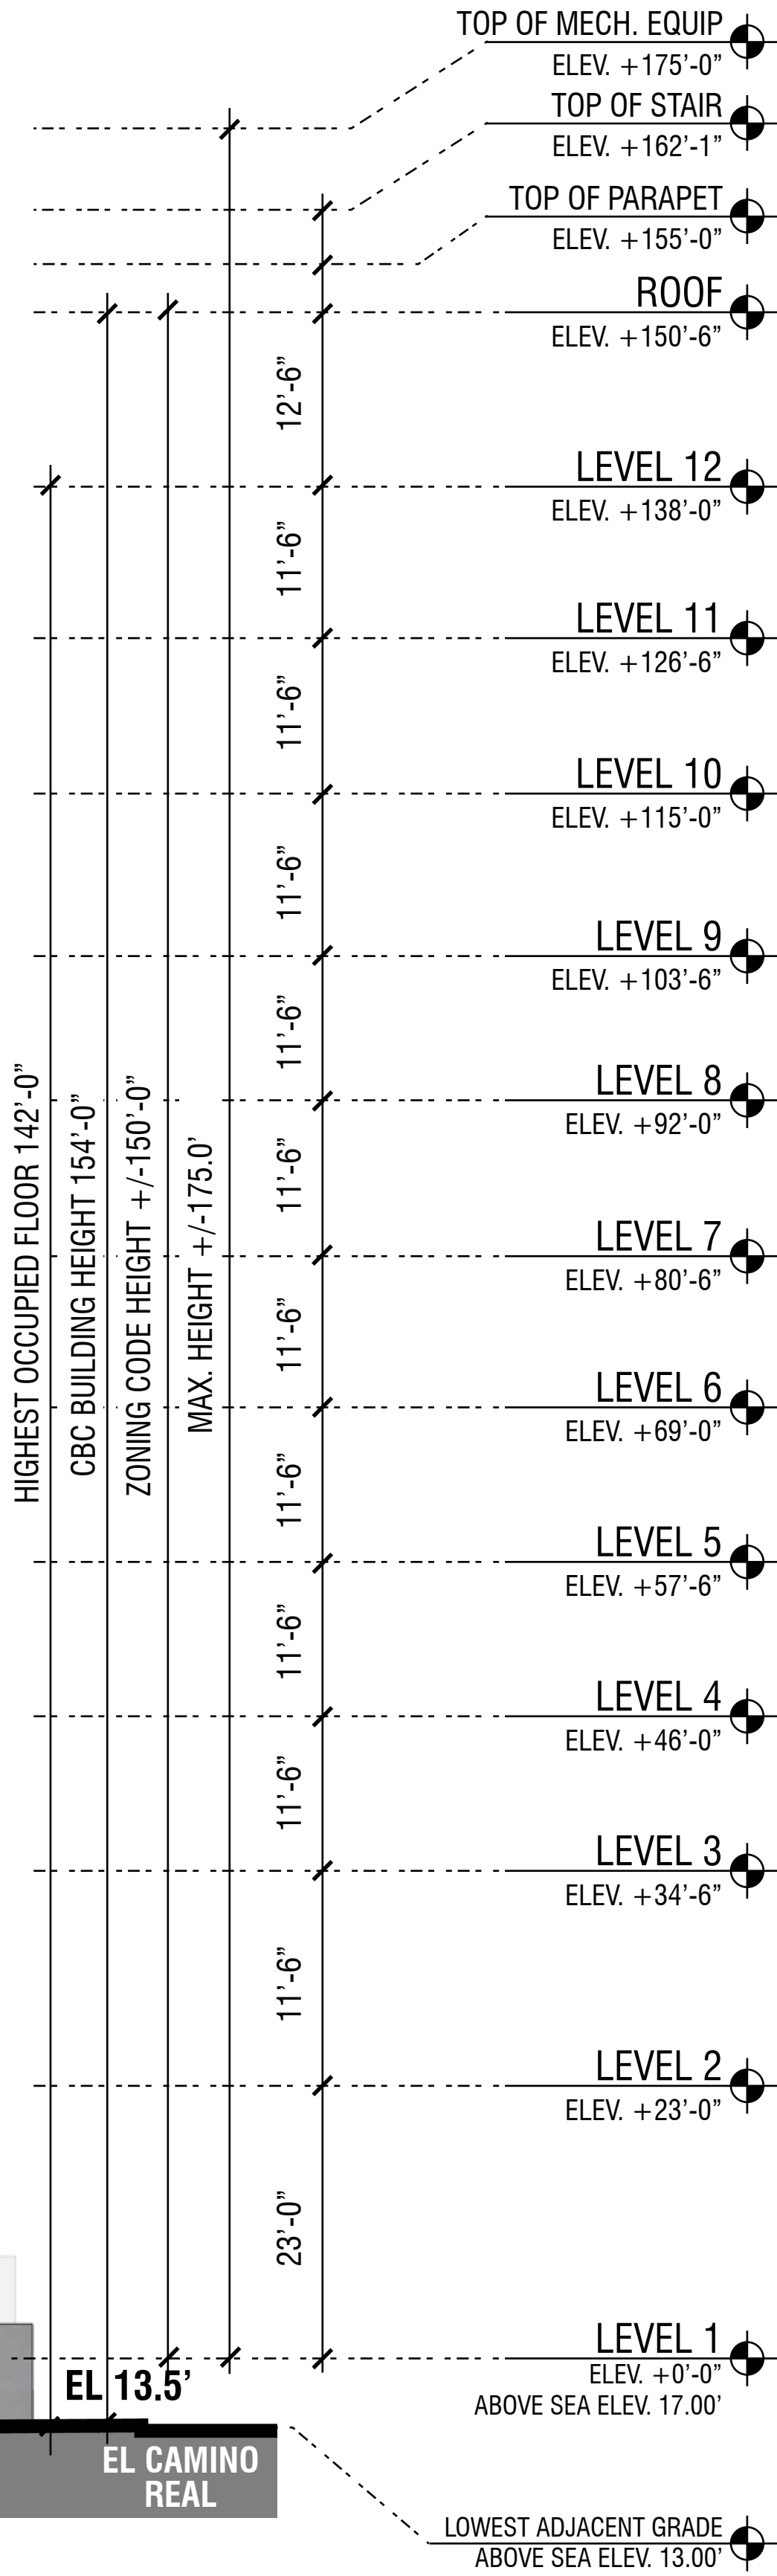 TOP OF MECH. EQUIP
ELEV. +175’-0”
TOP OF STAIR
ELEV. +162’-1”
TOP OF PARAPET
ELEV. +155’-0”
ROOF
ELEV. +150’-6”
12’-6”
LEVEL 12
ELEV. +138’-0”
11’-6”
LEVEL 11
ELEV. +126’-6”
11’-6”
LEVEL 10
ELEV. +115’-0”
11’-6”
LEVEL 9
ELEV. +103’-6”
11’-6”
LEVEL 8
ELEV. +92’-0”
HIGHEST OCCUPIED FLOOR 142’-0”
CBC BUILDING HEIGHT 154’-0”
ZONING CODE HEIGHT +/-150’-0”
MAX. HEIGHT +/-175.0’
11’-6”
LEVEL 7
ELEV. +80’-6”
11’-6”
LEVEL 6
ELEV. +69’-0”
11’-6”
LEVEL 5
ELEV. +57’-6”
11’-6”
LEVEL 4
ELEV. +46’-0”
11’-6”
LEVEL 3
ELEV. +34’-6”
11’-6”
LEVEL 2
ELEV. +23’-0”
23’-0”
LEVEL 1
ELEV. +0’-0”
ABOVE SEA ELEV. 17.00’
EL 13.5’
EL CAMINO
REAL
LOWEST ADJACENT GRADE
ABOVE SEA ELEV. 13.00’